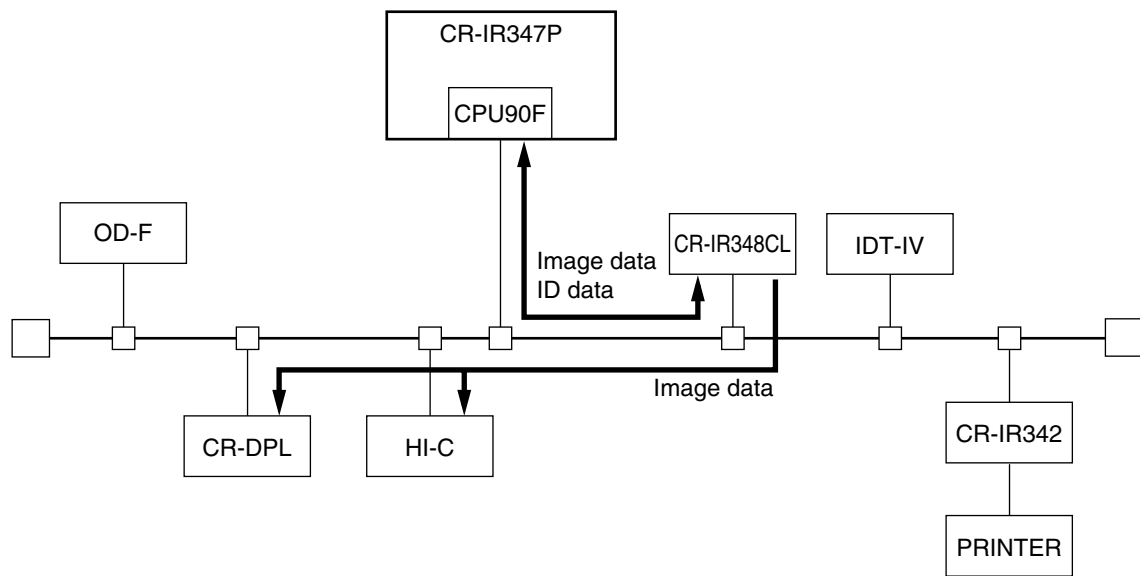 CR-IR347P
CPU90F
OD-F
CR-IR348CL
IDT-IV
Image data
ID data
Image data
CR-DPL
HI-C
CR-IR342
PRINTER